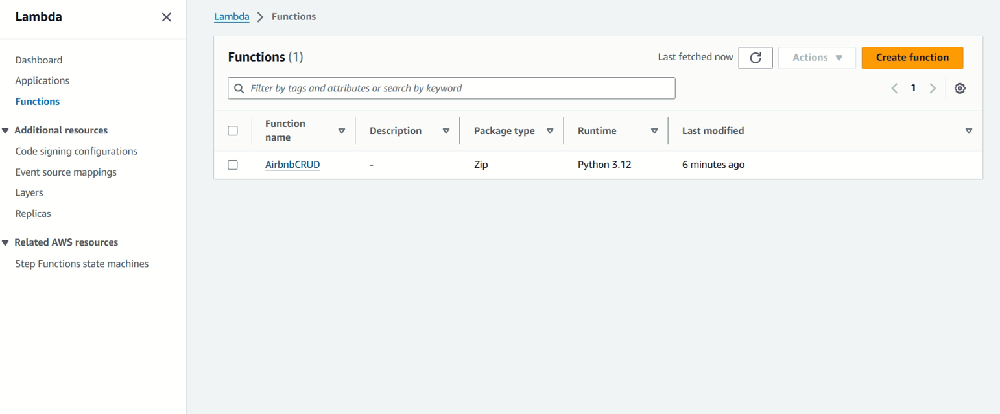 Lambda
Dashboard
Applications
Functions
Additional resources
Code signing configurations
Event source mappings
Layers
Replicas
Related AWS resources
Step Functions state machines
Lambda Functions
Functions (1)
Last fetched now
Actions
Create function
Filter by tags and attributes or search by keyword
1
Function name
Description
Package type
Runtime
Last modified
AirbnbCRUD
-
Zip
Python 3.12
6 minutes ago